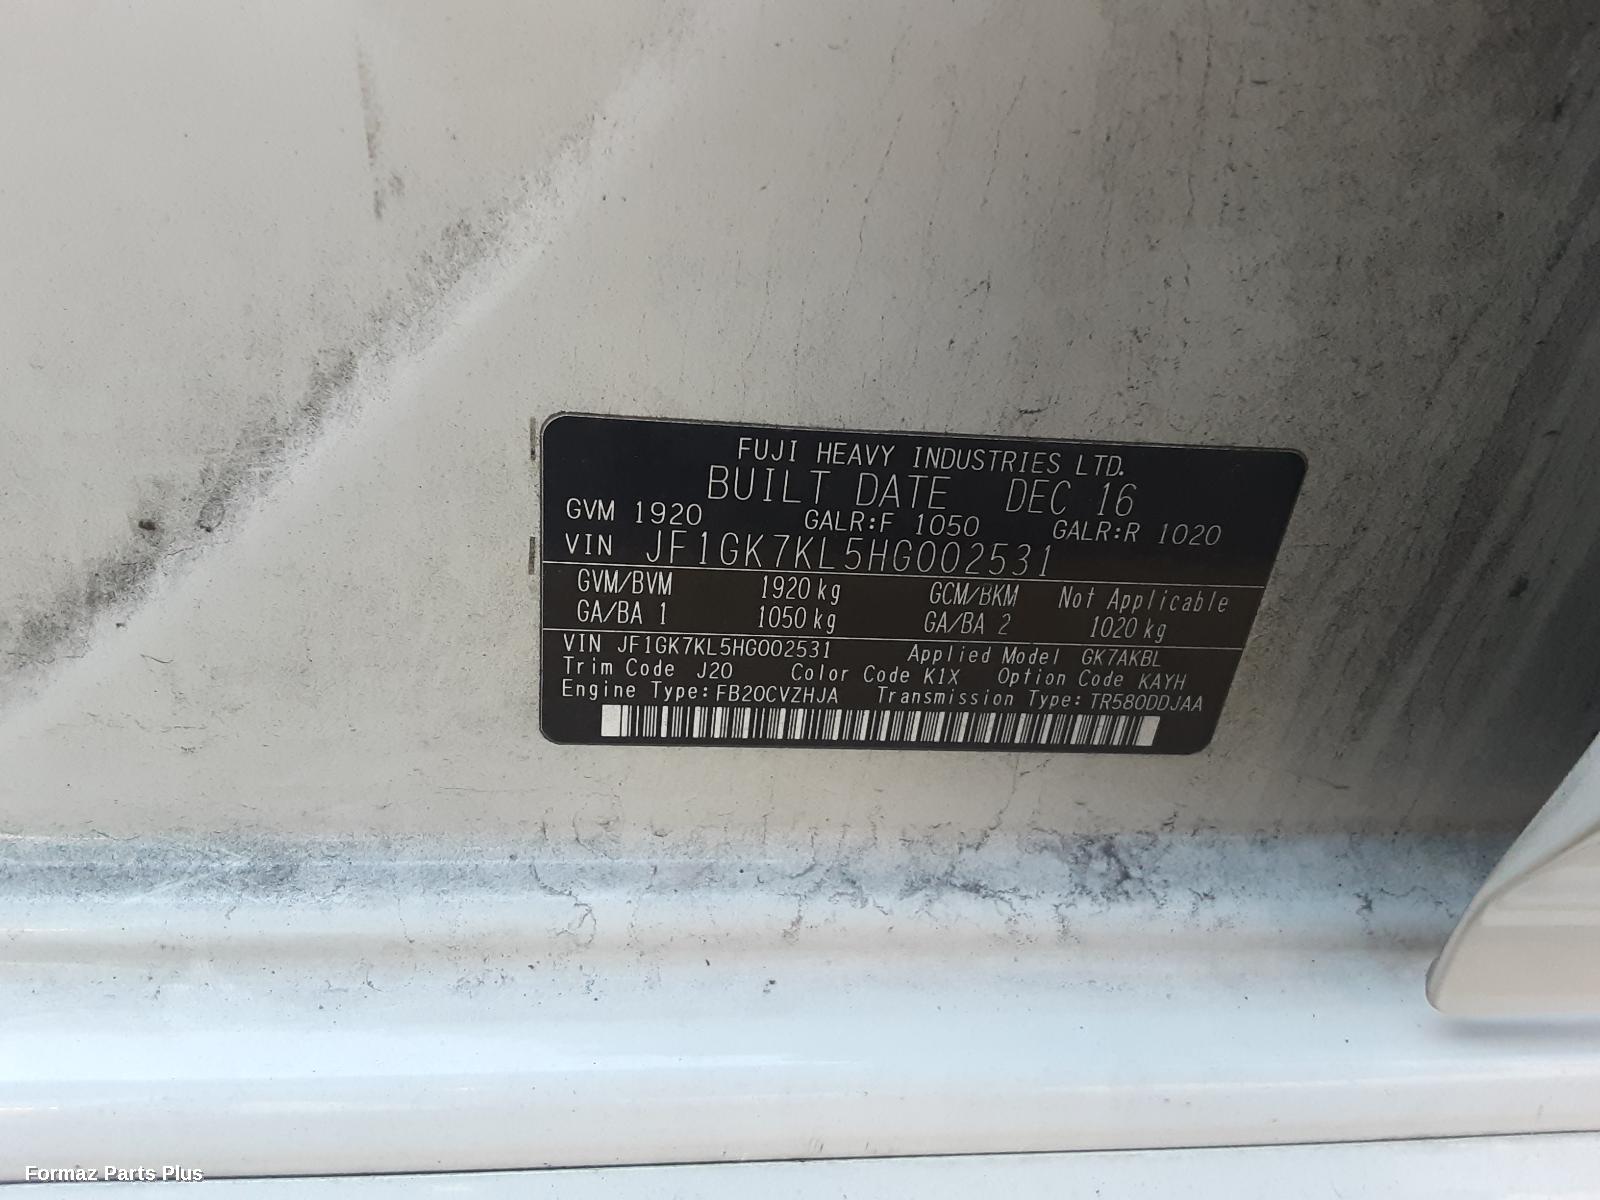 FUJI HEAVY INDUSTRIES LTD.
BUILT DATE DEC 16
GVM 1920 GALR:F 1050 GALR:R 1020
VIN JF1GK7KL5HG002531
GVM/BVM 1920 kg GCM/BKM Not Applicable
GA/BA 1 1050 kg GA/BA 2 1020 kg
VIN JF1GK7KL5HG002531 Applied Model GK7AKBL
Trim Code J20 Color Code K1X Option Code KAYH
Engine Type: FB20CVZHJA Transmission Type: TR580DDJAA
Formaz Parts Plus